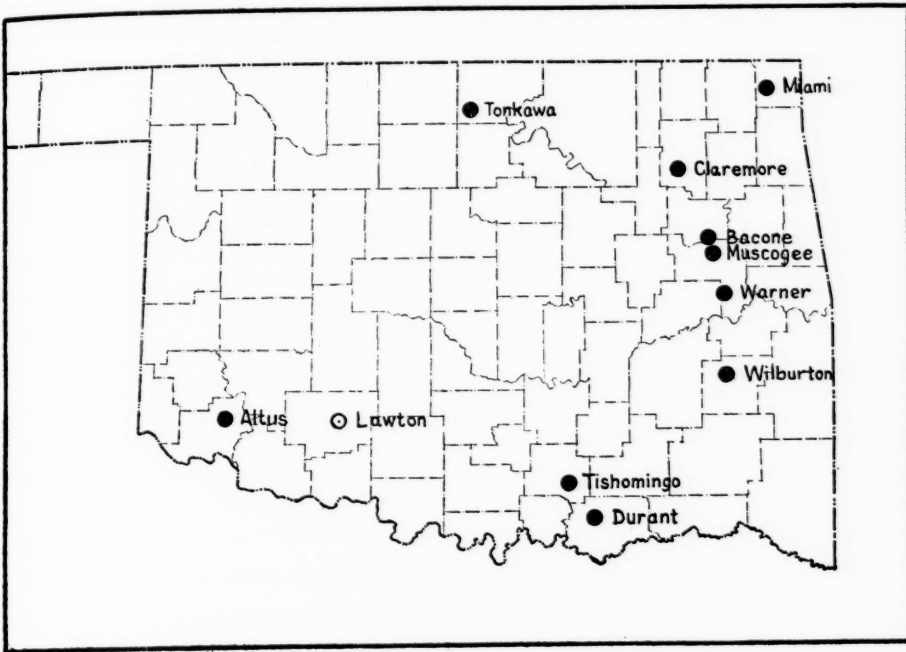 Miami
Tonkawa
Claremore
Bacone
Muscogee
Warner
Wilburton
Altus
Lawton
Tishomingo
Durant